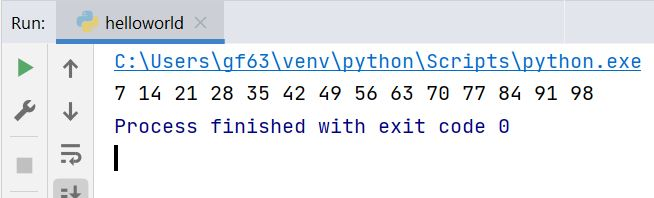 Run: helloworld
C:\Users\gf63\venv\python\Scripts\python.exe
7 14 21 28 35 42 49 56 63 70 77 84 91 98
Process finished with exit code 0